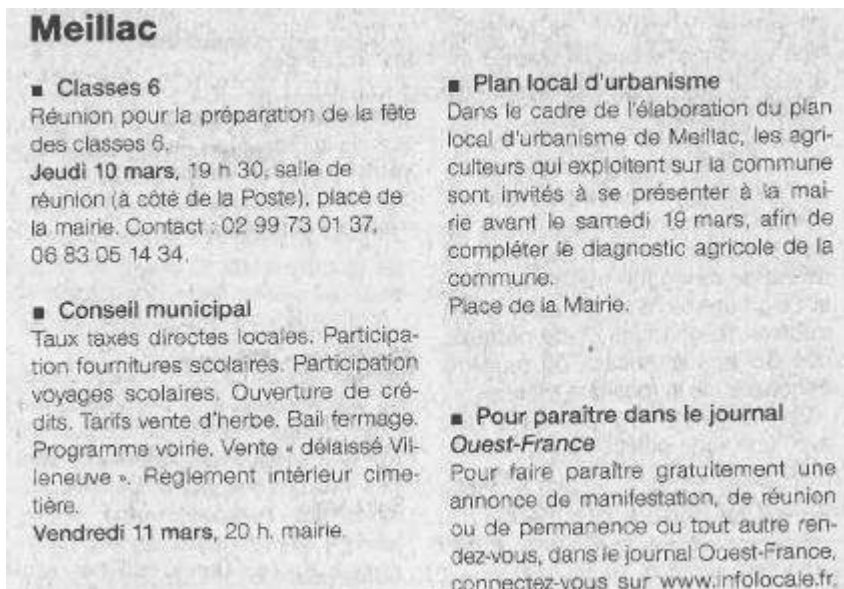 Meillac
■ Classes 6
Réunion pour la préparation de la fête
des classes 6.
Jeudi 10 mars, 19 h 30, salle de
réunion (à côté de la Poste), place de
la mairie. Contact : 02 99 73 01 37,
06 83 05 14 34.
■ Conseil municipal
Taux taxes directes locales. Participa-
tion fournitures scolaires. Participation
voyages scolaires. Ouverture de cré-
dits. Tarifs vente d'herbe. Bail fermage.
Programme voirie. Vente « délaissé Vil-
leneuve ». Règlement intérieur cime-
tière.
Vendredi 11 mars, 20 h, mairie.
■ Plan local d'urbanisme
Dans le cadre de l'élaboration du plan
local d'urbanisme de Meillac, les agri-
culteurs qui exploitent sur la commune
sont invités à se présenter à la mai-
rie avant le samedi 19 mars, afin de
compléter le diagnostic agricole de la
commune.
Place de la Mairie.
■ Pour paraître dans le journal
Ouest-France
Pour faire paraître gratuitement une
annonce de manifestation, de réunion
ou de permanence ou tout autre ren-
dez-vous, dans le journal Ouest-France,
connectez-vous sur www.infolocale.fr.